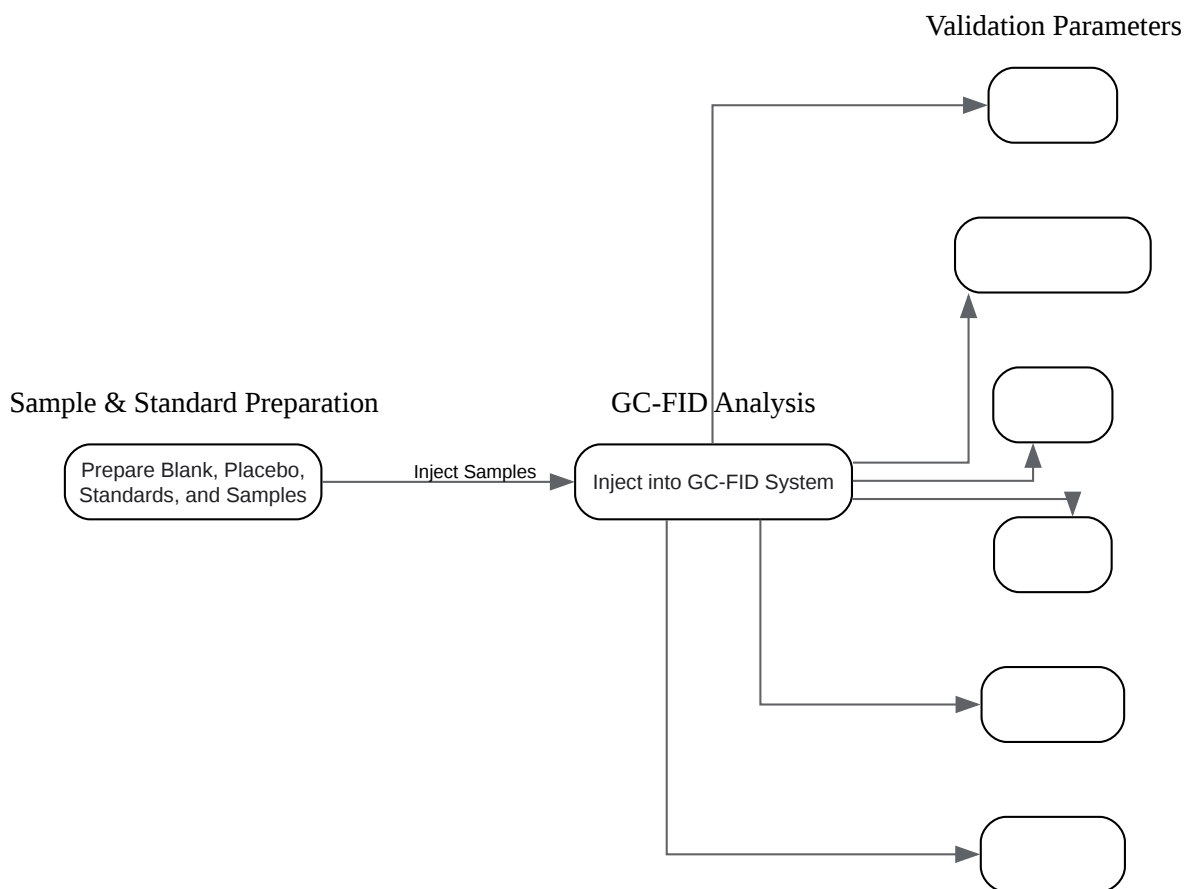 Validation Parameters
Sample & Standard Preparation
GC-FID Analysis
Prepare Blank, Placebo,
Standards, and Samples
Inject Samples
Inject into GC-FID System